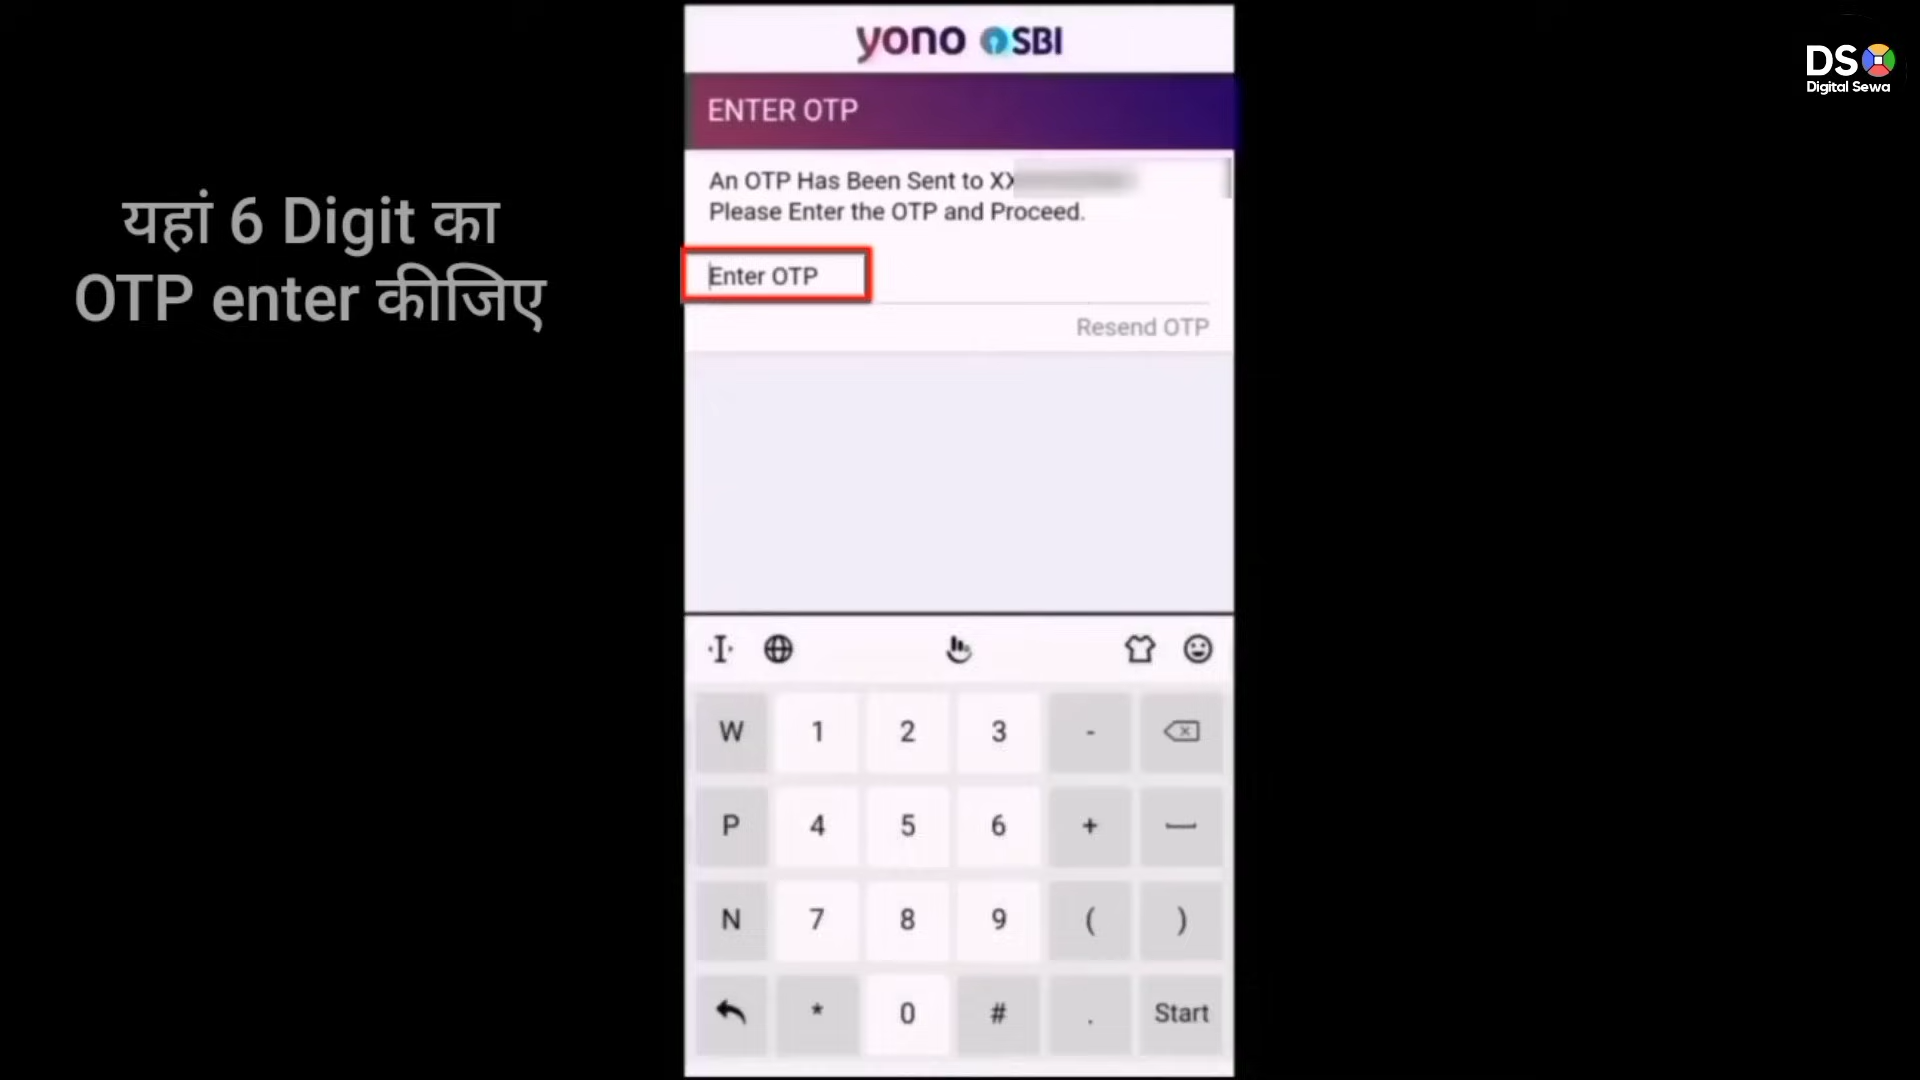 yono SBI
DS
Digital Sewa
ENTER OTP
यहां 6 Digit का
OTP enter कीजिए
An OTP Has Been Sent to XX
Please Enter the OTP and Proceed.
Enter OTP
Resend OTP
W 1 2 3 -
P 4 5 6 +
N 7 8 9 ( )
* 0 # . Start